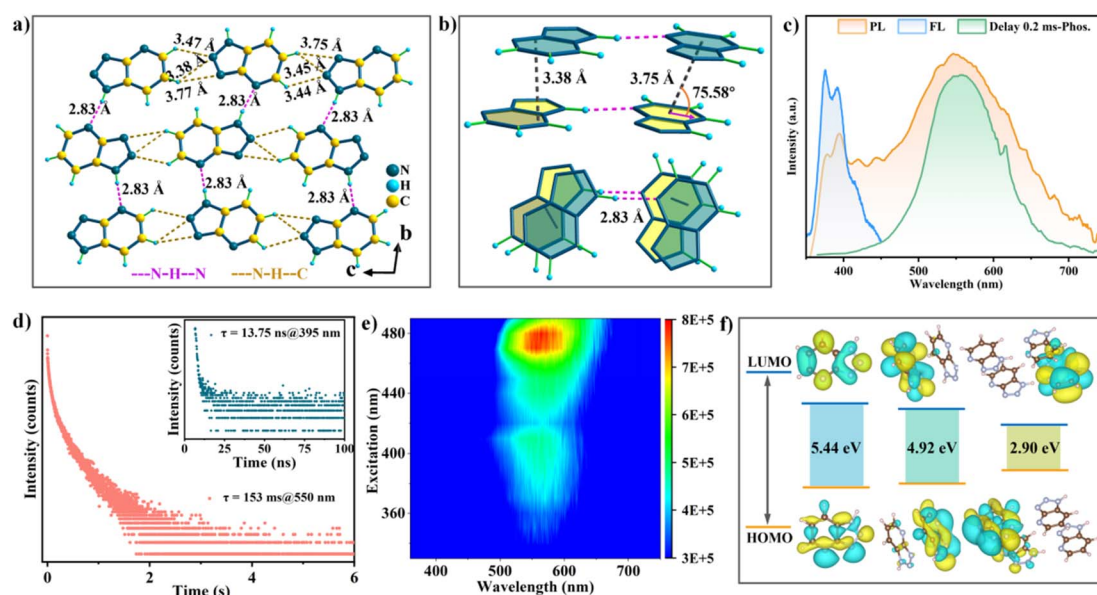 a)
3.47 Å
3.75 Å
3.38 Å
3.45 Å
3.77 Å
3.44 Å
2.83 Å
2.83 Å
2.83 Å
2.83 Å
2.83 Å
2.83 Å
N
H
C
b
c
---N-H--N
---N-H-C
b)
3.38 Å
3.75 Å
75.58°
2.83 Å
c)
PL
FL
Delay 0.2 ms-Phos.
Intensity (a.u.)
400
500
600
700
Wavelength (nm)
d)
Intensity (counts)
τ = 13.75 ns@395 nm
Intensity (counts)
0
25
50
75
100
Time (ns)
τ = 153 ms@550 nm
0
2
4
6
Time (s)
e)
Excitation (nm)
480
440
400
360
400
500
600
700
Wavelength (nm)
8E+5
7E+5
6E+5
5E+5
4E+5
3E+5
f)
LUMO
5.44 eV
4.92 eV
2.90 eV
HOMO